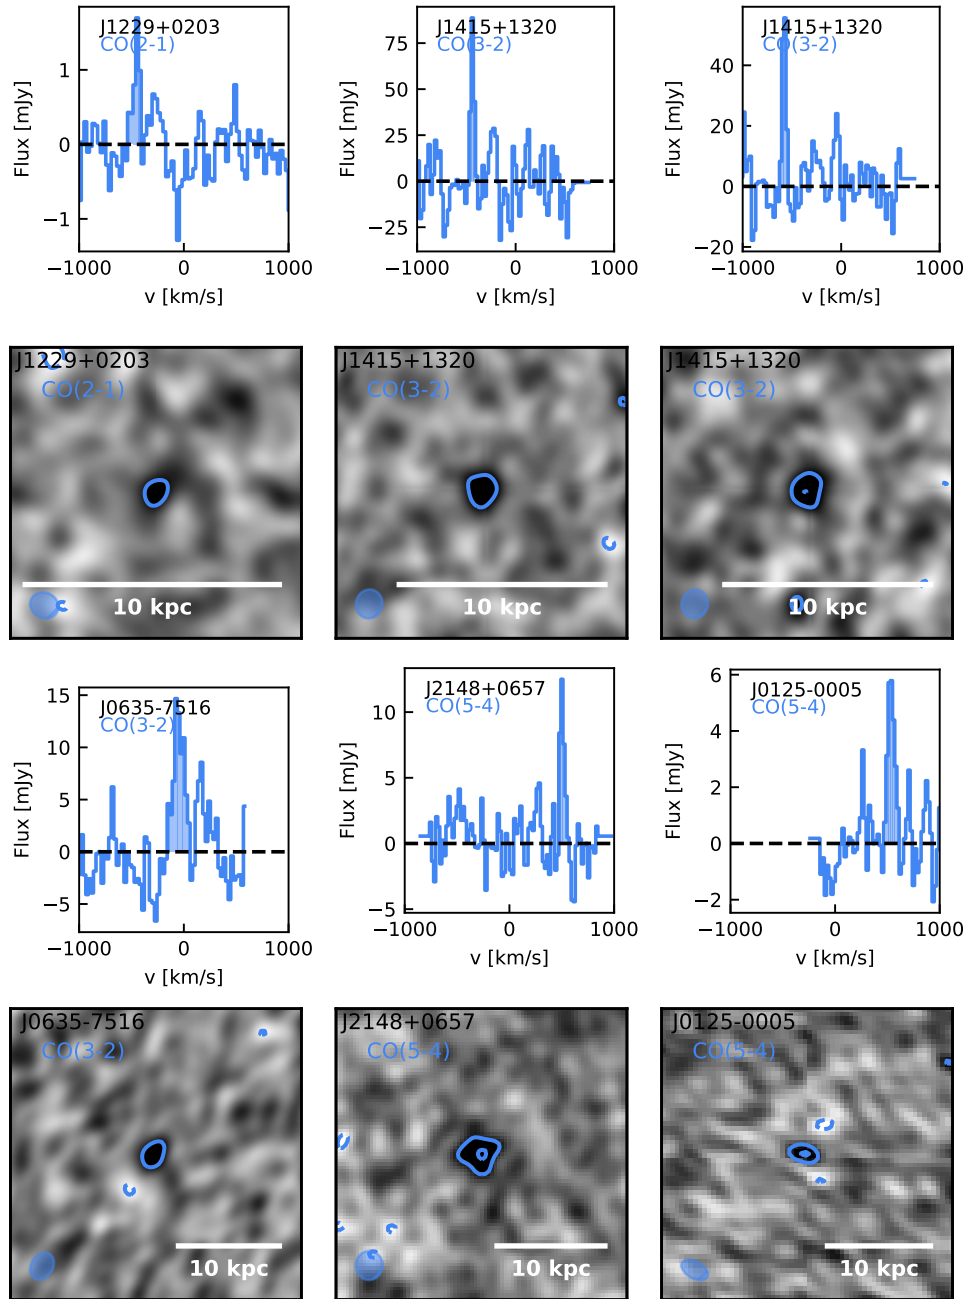 J1229+0203
CO(2-1)
1
0
−1
Flux [mJy]
−1000 0 1000
v [km/s]
J1415+1320
CO(3-2)
75
50
25
0
−25
Flux [mJy]
−1000 0 1000
v [km/s]
J1415+1320
CO(3-2)
40
20
0
−20
Flux [mJy]
−1000 0 1000
v [km/s]
J1229+0203
CO(2-1)
10 kpc
J1415+1320
CO(3-2)
10 kpc
J1415+1320
CO(3-2)
10 kpc
J0635-7516
CO(3-2)
15
10
5
0
−5
Flux [mJy]
−1000 0 1000
v [km/s]
J2148+0657
CO(5-4)
10
5
0
−5
Flux [mJy]
−1000 0 1000
v [km/s]
J0125-0005
CO(5-4)
6
4
2
0
−2
Flux [mJy]
−1000 0 1000
v [km/s]
J0635-7516
CO(3-2)
10 kpc
J2148+0657
CO(5-4)
10 kpc
J0125-0005
CO(5-4)
10 kpc